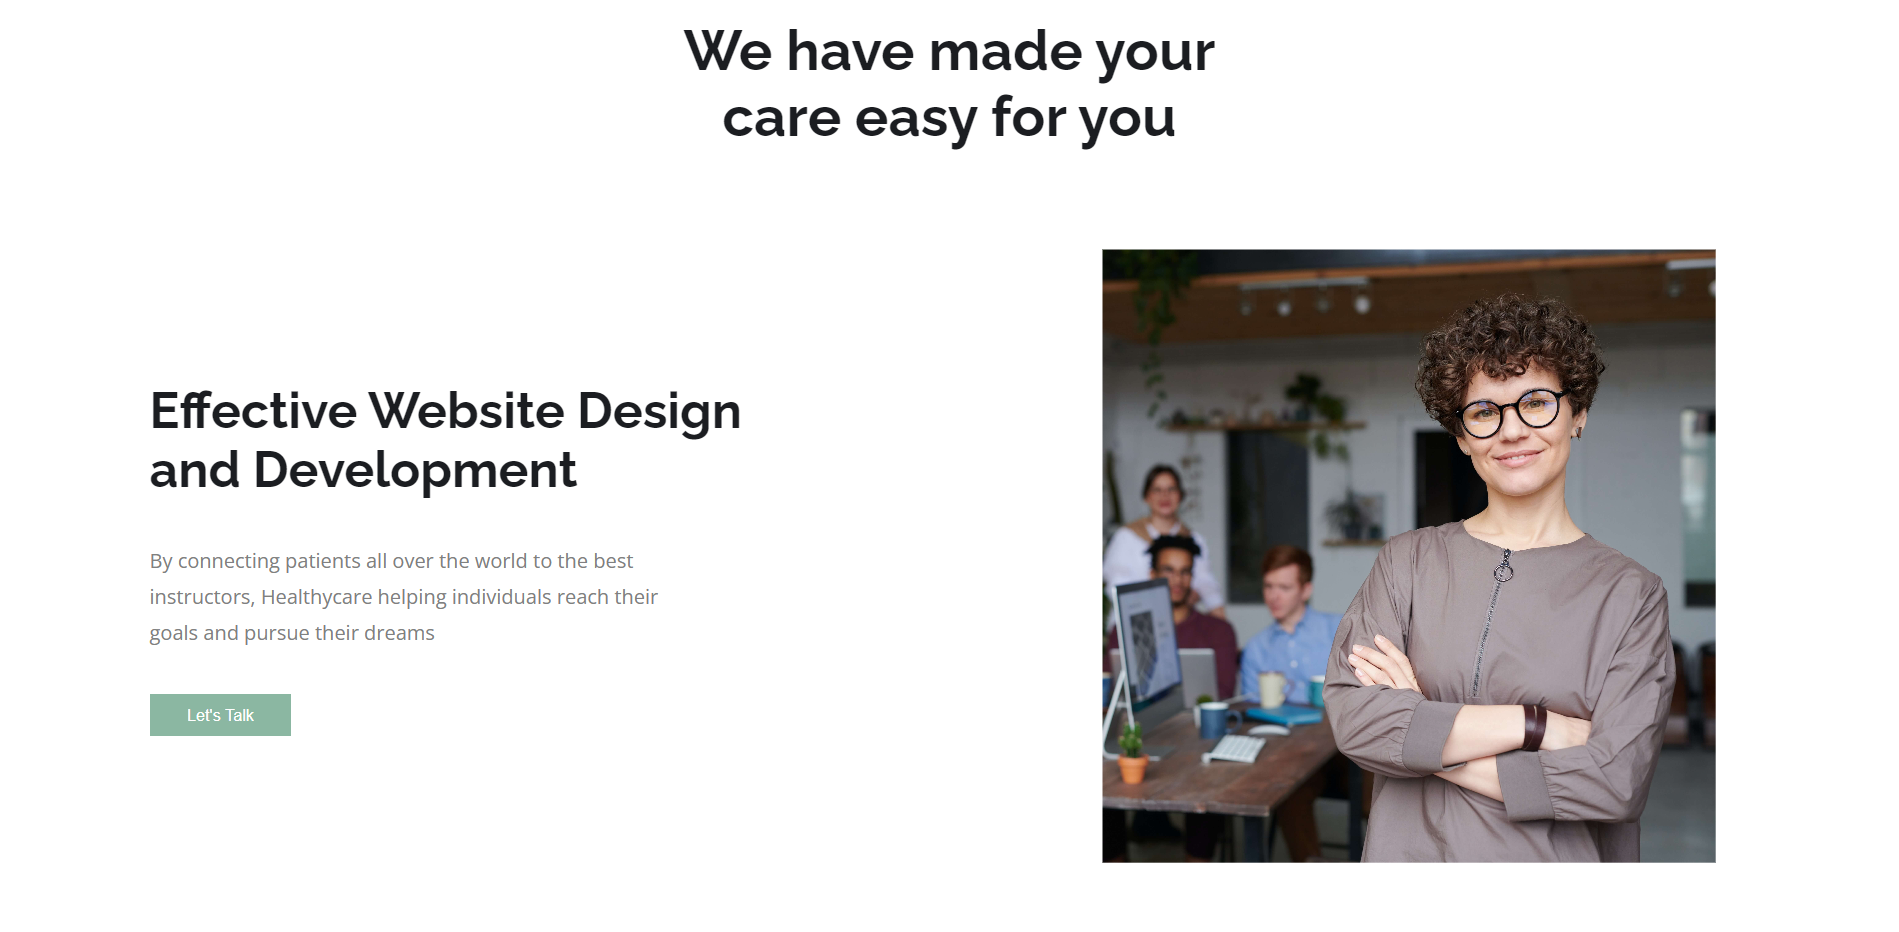 We have made your
care easy for you
Effective Website Design
and Development
By connecting patients all over the world to the best
instructors, Healthycare helping individuals reach their
goals and pursue their dreams
Let's Talk